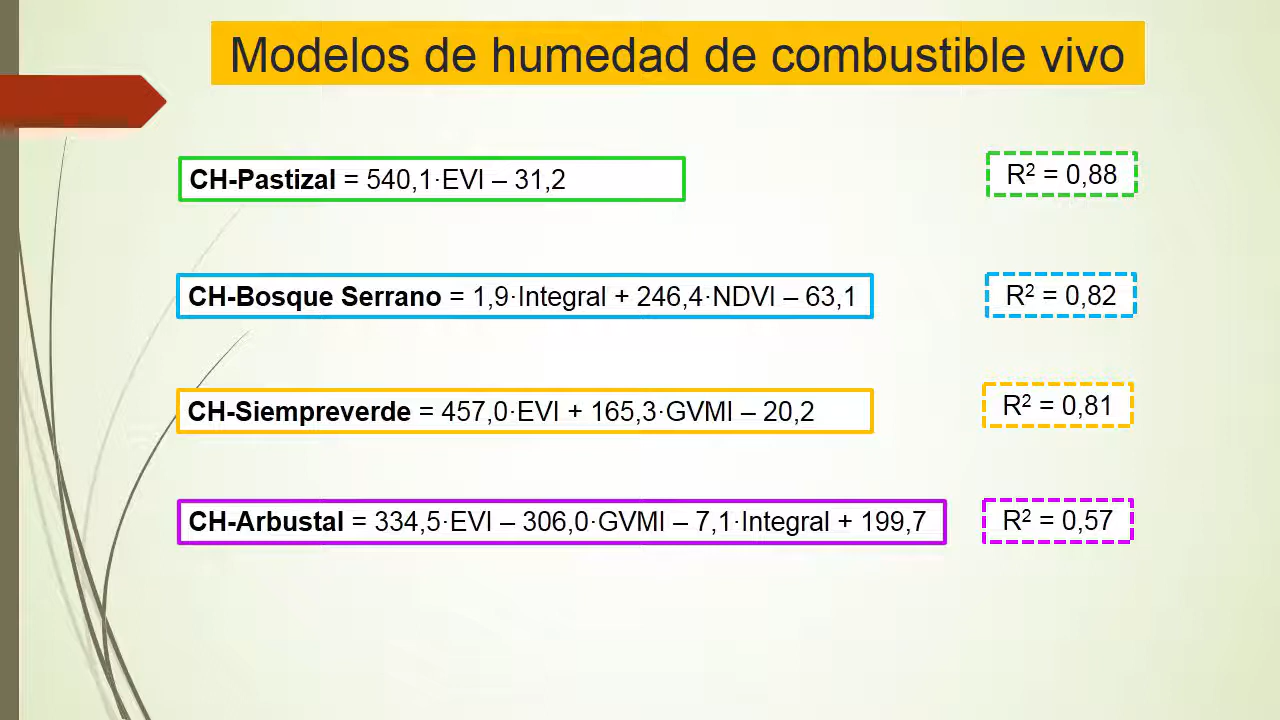 Modelos de humedad de combustible vivo
CH-Pastizal = 540,1·EVI – 31,2
R² = 0,88
CH-Bosque Serrano = 1,9·Integral + 246,4·NDVI – 63,1
R² = 0,82
CH-Siempreverde = 457,0·EVI + 165,3·GVMI – 20,2
R² = 0,81
CH-Arbustal = 334,5·EVI – 306,0·GVMI – 7,1·Integral + 199,7
R² = 0,57